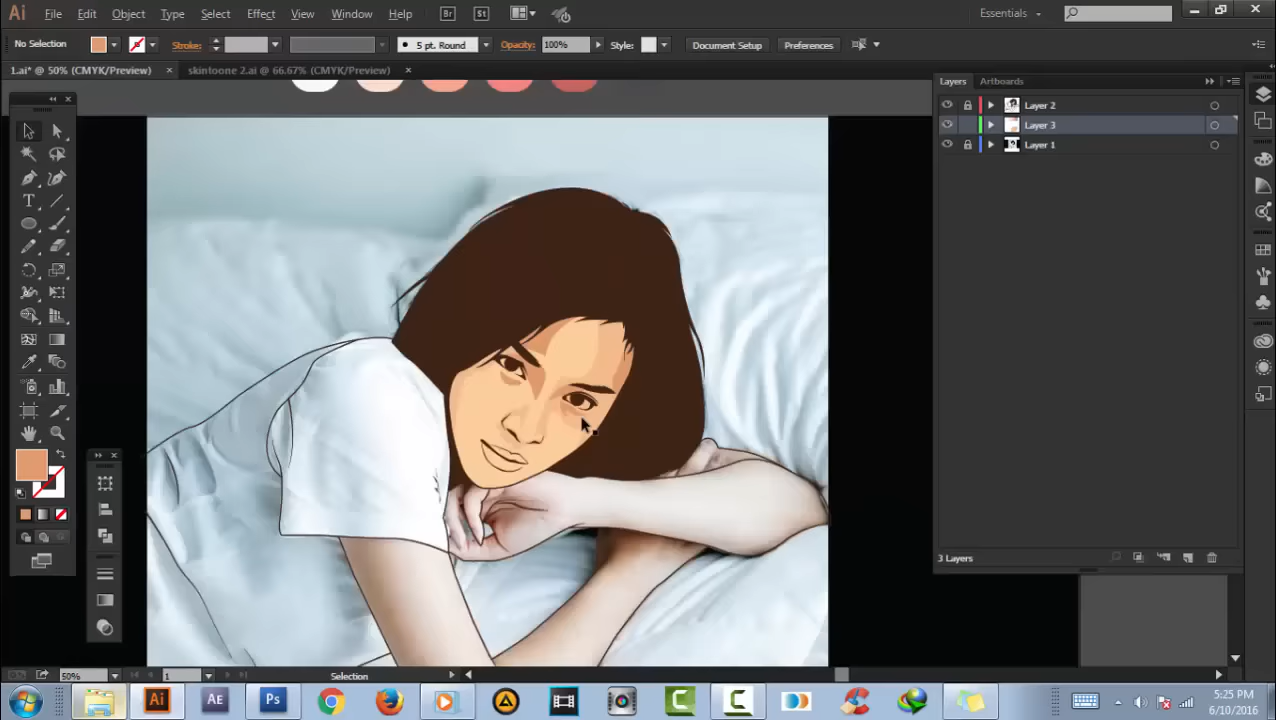 Ai File Edit Object Type Select Effect View Window Help Br St Essentials
No Selection Stroke: 5 pt. Round Opacity: 100% Style: Document Setup Preferences
1.ai* @ 50% (CMYK/Preview) × skintoone 2.ai @ 66.67% (CMYK/Preview) ×
Layers Artboards
Layer 2
Layer 3
Layer 1
T
3 Layers
50% 1 Selection
Ai Ae Ps
5:25 PM
6/10/2016